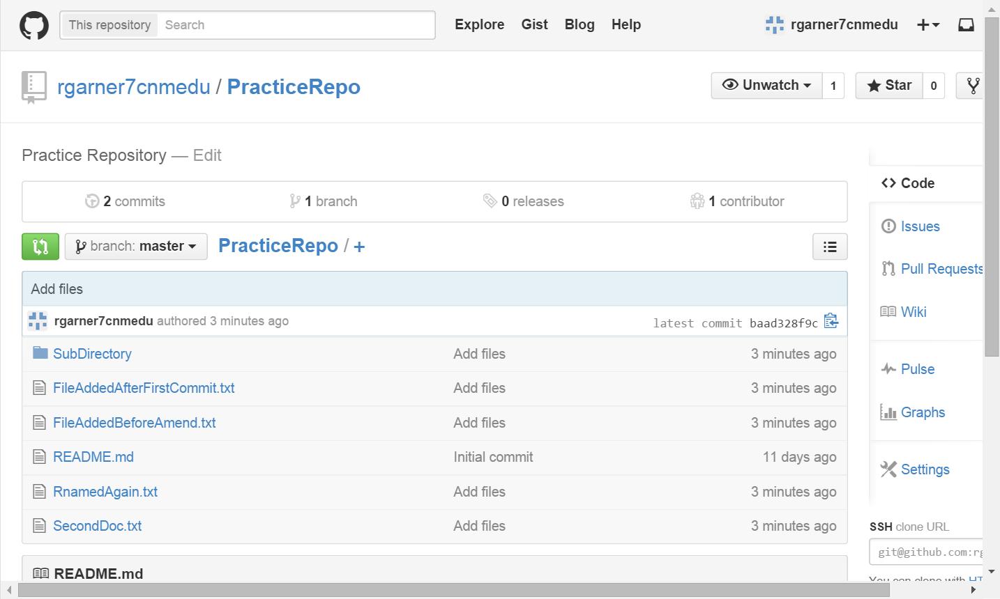 This repository Search Explore Gist Blog Help rgarner7cnmedu
rgarner7cnmedu / PracticeRepo Unwatch 1 Star 0
Practice Repository — Edit
2 commits 1 branch 0 releases 1 contributor
branch: master PracticeRepo / +
Add files
rgarner7cnmedu authored 3 minutes ago latest commit baad328f9c
SubDirectory Add files 3 minutes ago
FileAddedAfterFirstCommit.txt Add files 3 minutes ago
FileAddedBeforeAmend.txt Add files 3 minutes ago
README.md Initial commit 11 days ago
RnamedAgain.txt Add files 3 minutes ago
SecondDoc.txt Add files 3 minutes ago
README.md
Code
Issues
Pull Requests
Wiki
Pulse
Graphs
Settings
SSH clone URL
git@github.com:rg
You can clone with HT